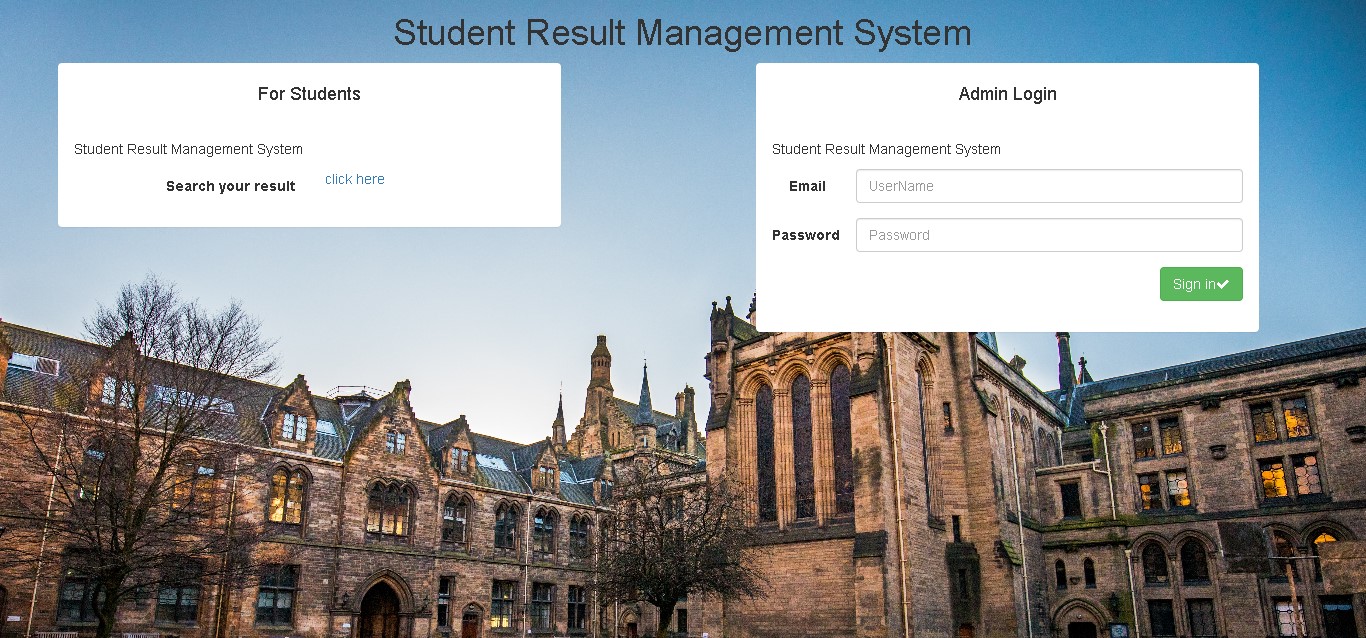 Student Result Management System
For Students
Student Result Management System
Search your result click here
Admin Login
Student Result Management System
Email UserName
Password Password
Sign in